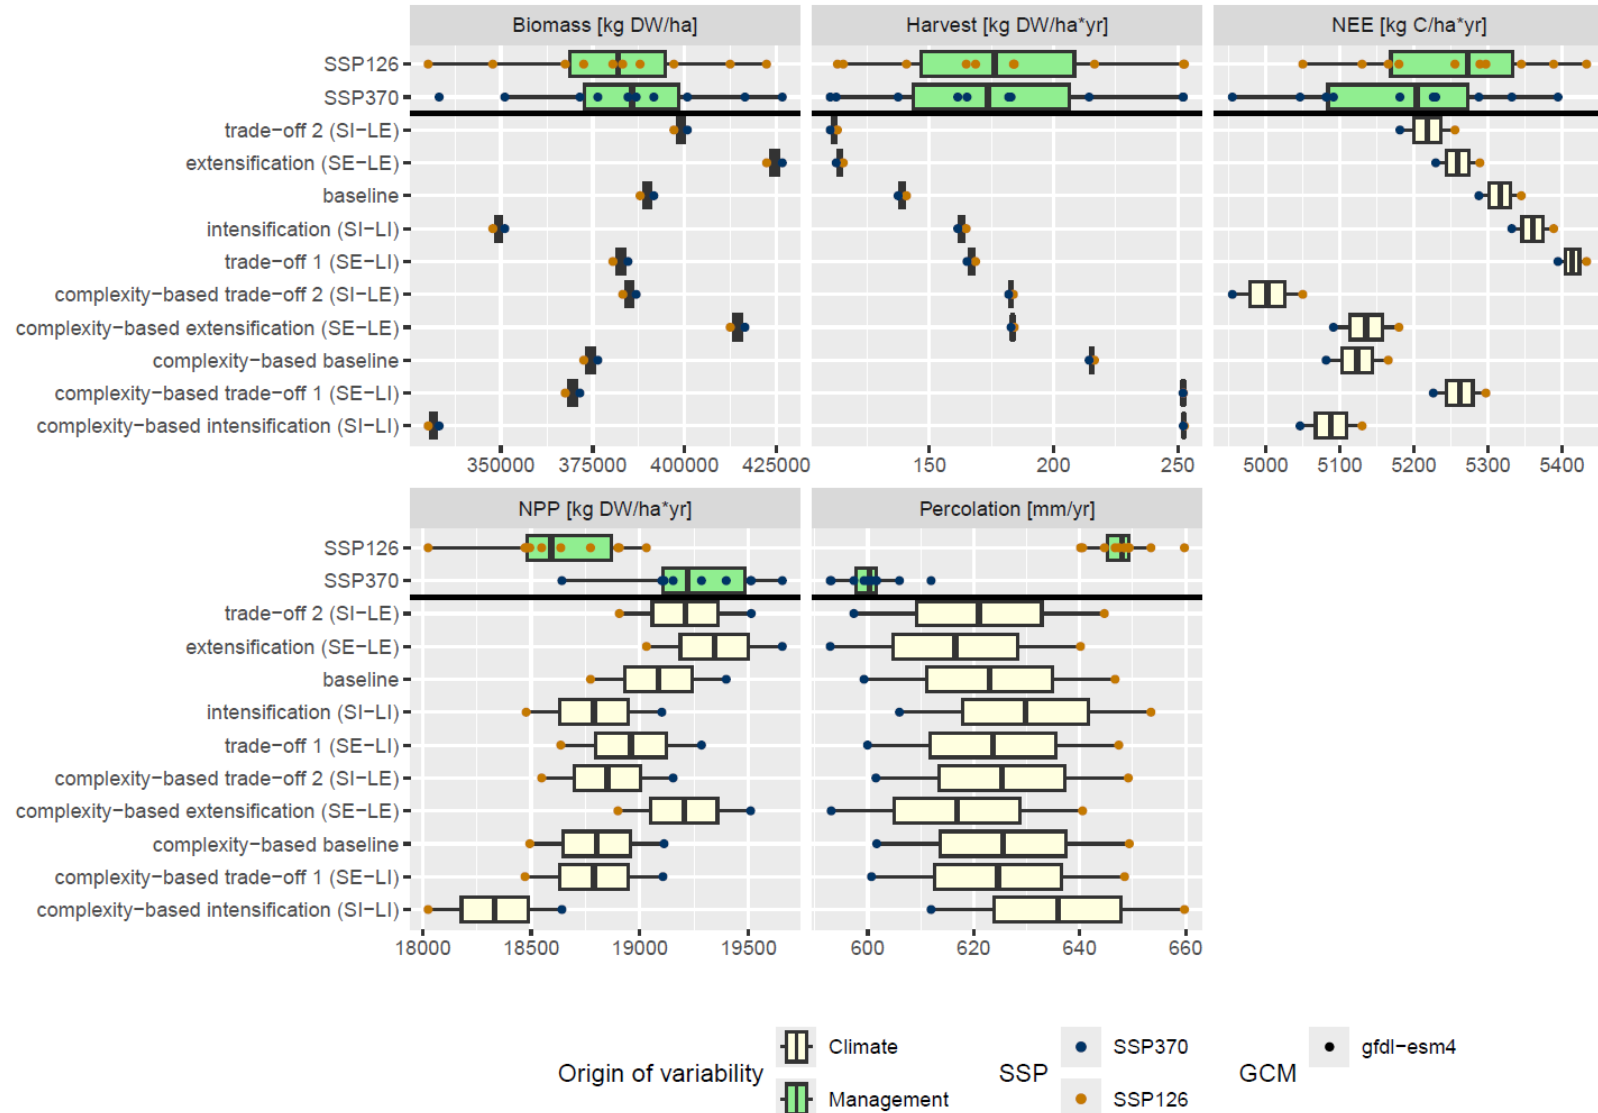 Biomass [kg DW/ha]
Harvest [kg DW/ha*yr]
NEE [kg C/ha*yr]
SSP126
SSP370
trade−off 2 (SI−LE)
extensification (SE−LE)
baseline
intensification (SI−LI)
trade−off 1 (SE−LI)
complexity−based trade−off 2 (SI−LE)
complexity−based extensification (SE−LE)
complexity−based baseline
complexity−based trade−off 1 (SE−LI)
complexity−based intensification (SI−LI)
350000 375000 400000 425000
150 200 250
5000 5100 5200 5300 5400
NPP [kg DW/ha*yr]
Percolation [mm/yr]
SSP126
SSP370
trade−off 2 (SI−LE)
extensification (SE−LE)
baseline
intensification (SI−LI)
trade−off 1 (SE−LI)
complexity−based trade−off 2 (SI−LE)
complexity−based extensification (SE−LE)
complexity−based baseline
complexity−based trade−off 1 (SE−LI)
complexity−based intensification (SI−LI)
18000 18500 19000 19500
600 620 640 660
Origin of variability
Climate
Management
SSP
SSP370
SSP126
GCM
gfdl−esm4